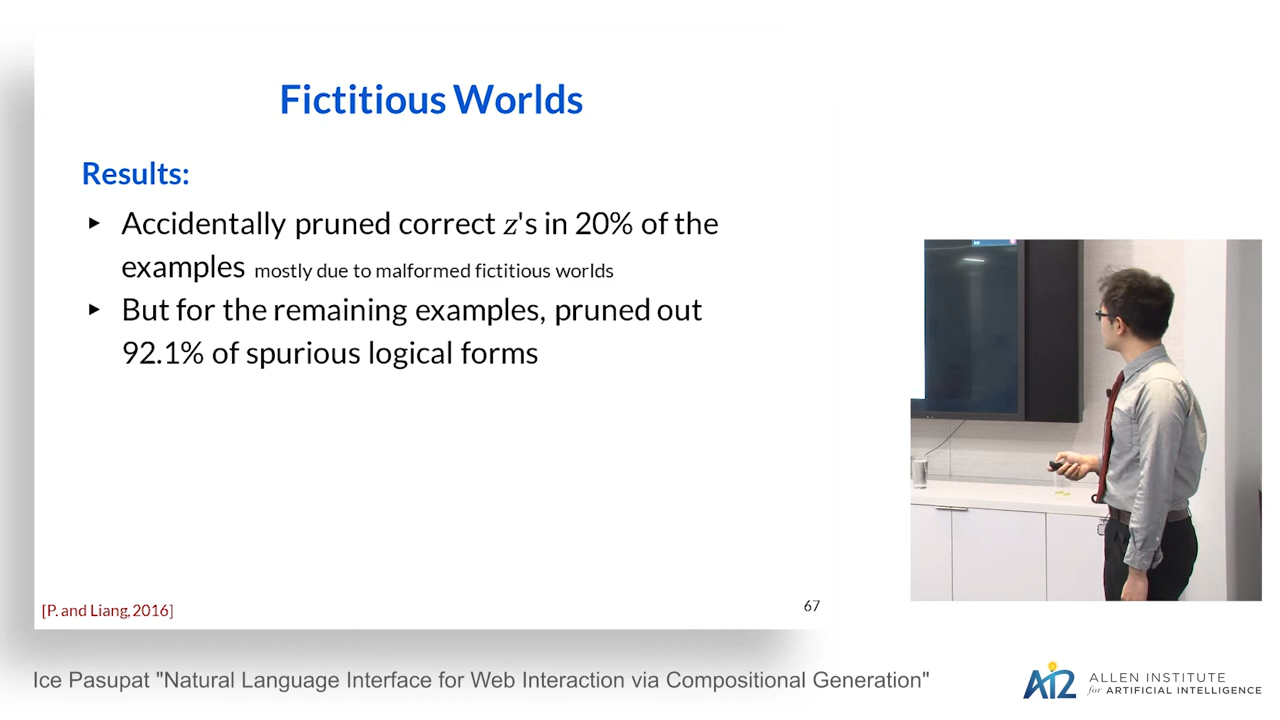 Fictitious Worlds
Results:
▸ Accidentally pruned correct z's in 20% of the
examples mostly due to malformed fictitious worlds
▸ But for the remaining examples, pruned out
92.1% of spurious logical forms
[P. and Liang, 2016]
67
Ice Pasupat "Natural Language Interface for Web Interaction via Compositional Generation"
AI2
ALLEN INSTITUTE
for ARTIFICIAL INTELLIGENCE